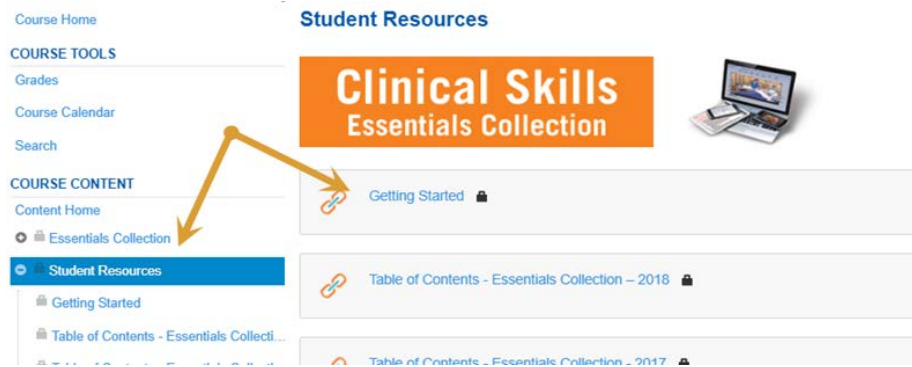 Course Home
COURSE TOOLS
Grades
Course Calendar
Search
COURSE CONTENT
Content Home
Essentials Collection
Student Resources
Getting Started
Table of Contents - Essentials Collecti...
Student Resources
Clinical Skills
Essentials Collection
Getting Started
Table of Contents - Essentials Collection – 2018
Table of Contents - Essentials Collection - 2017